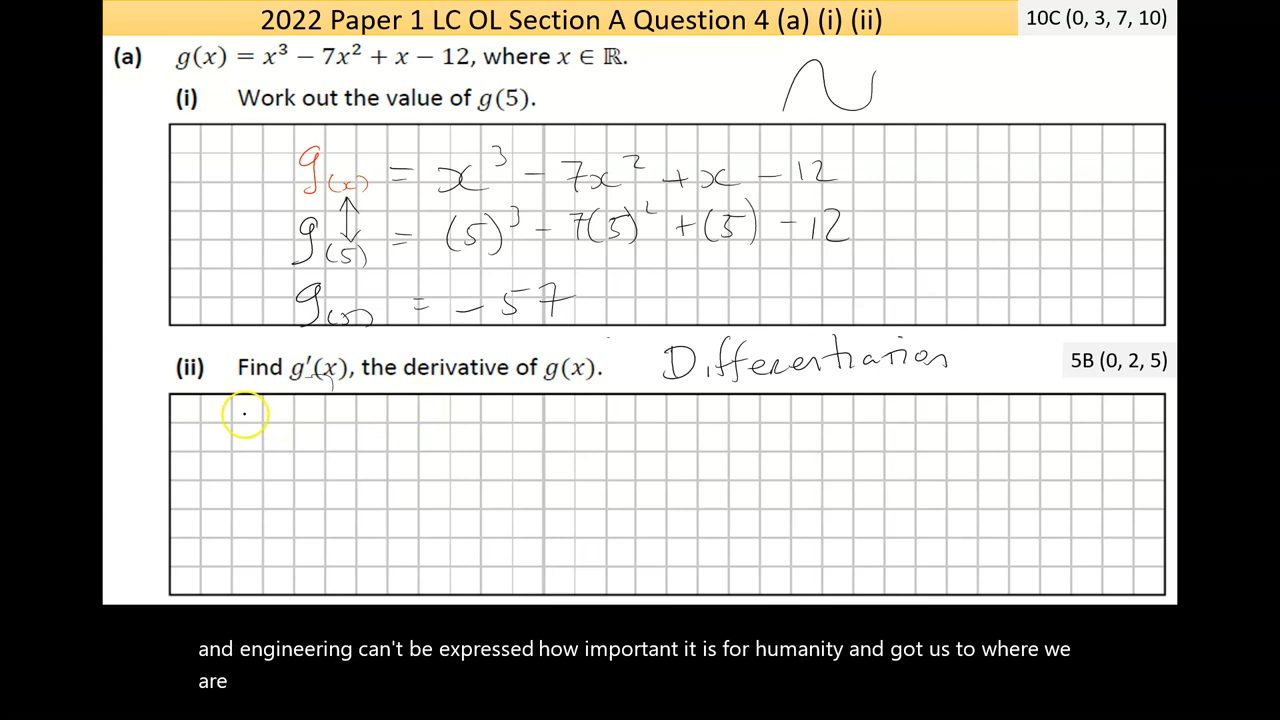 2022 Paper 1 LC OL Section A Question 4 (a) (i) (ii)
10C (0, 3, 7, 10)
(a) g(x) = x³ − 7x² + x − 12, where x ∈ ℝ.
(i) Work out the value of g(5).
g(x) = x³ − 7x² + x − 12
g(5) = (5)³ − 7(5)² + (5) − 12
g(5) = − 57
(ii) Find g′(x), the derivative of g(x).
Differentiation
5B (0, 2, 5)
and engineering can't be expressed how important it is for humanity and got us to where we
are